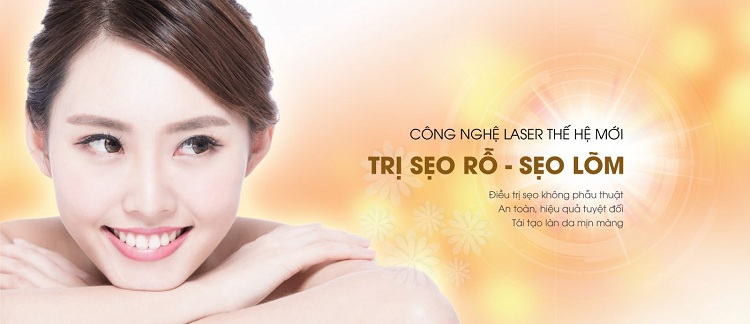 CÔNG NGHỆ LASER THẾ HỆ MỚI
TRỊ SẸO RỖ - SẸO LÕM
Điều trị sẹo không phẫu thuật
An toàn, hiệu quả tuyệt đối
Tái tạo làn da mịn màng